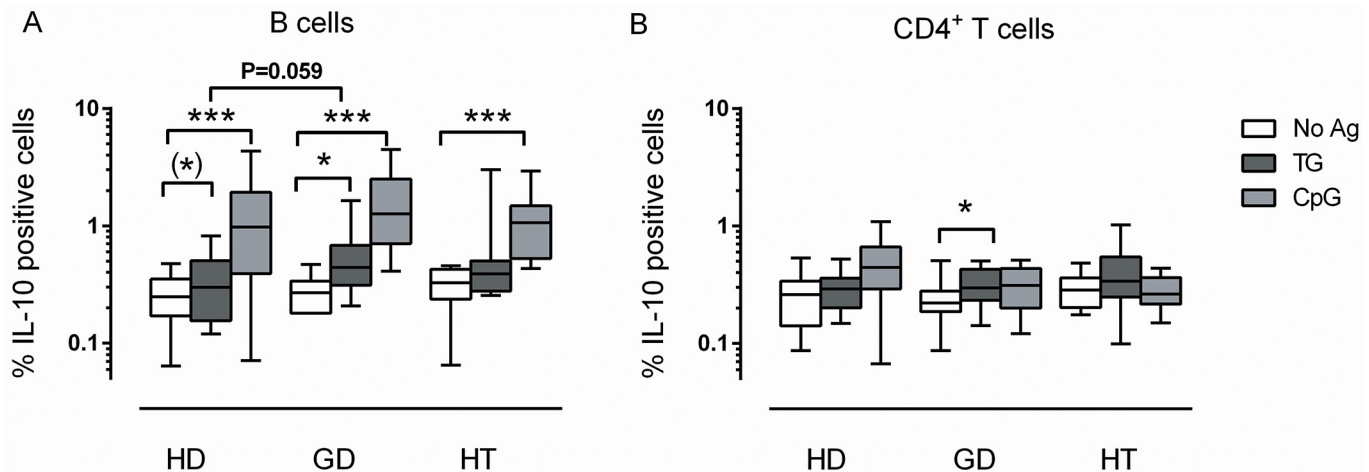 A
B cells
P=0.059
***
***
***
(*)
*
% IL-10 positive cells
10
1
0.1
HD
GD
HT
B
CD4⁺ T cells
*
% IL-10 positive cells
10
1
0.1
HD
GD
HT
No Ag
TG
CpG